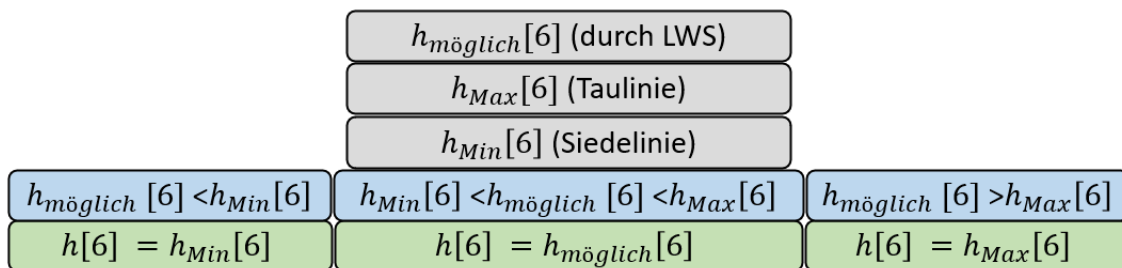 h_möglich[6] (durch LWS)
h_Max[6] (Taulinie)
h_Min[6] (Siedelinie)
h_möglich [6] <h_Min[6] h_Min[6] <h_möglich [6] <h_Max[6] h_möglich [6] >h_Max[6]
h[6] = h_Min[6] h[6] = h_möglich[6] h[6] = h_Max[6]